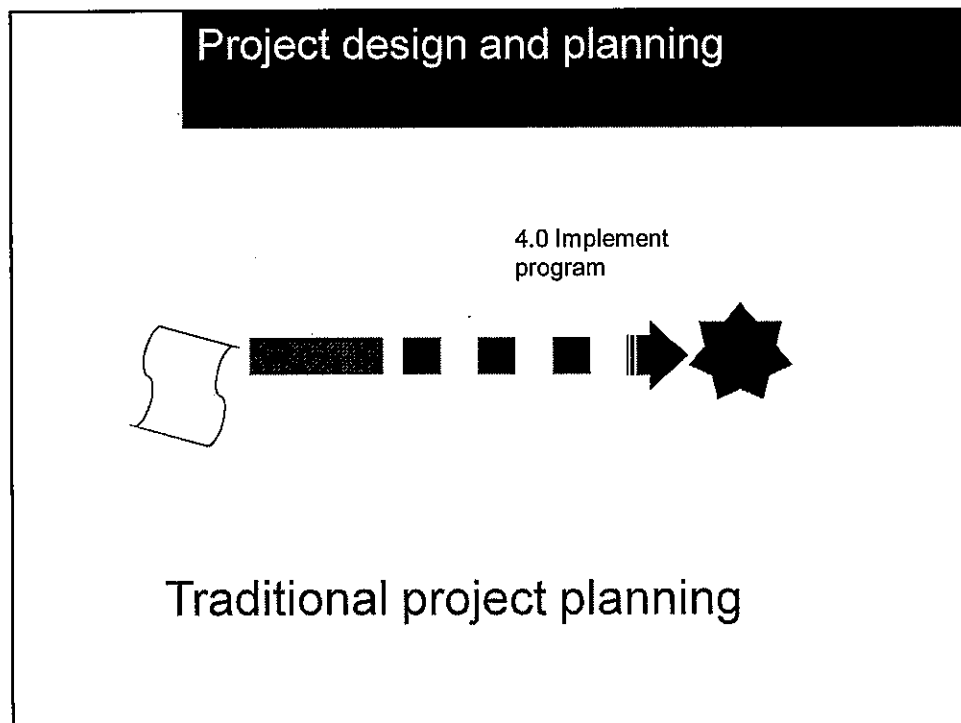 Project design and planning
4.0 Implement
program
Traditional project planning